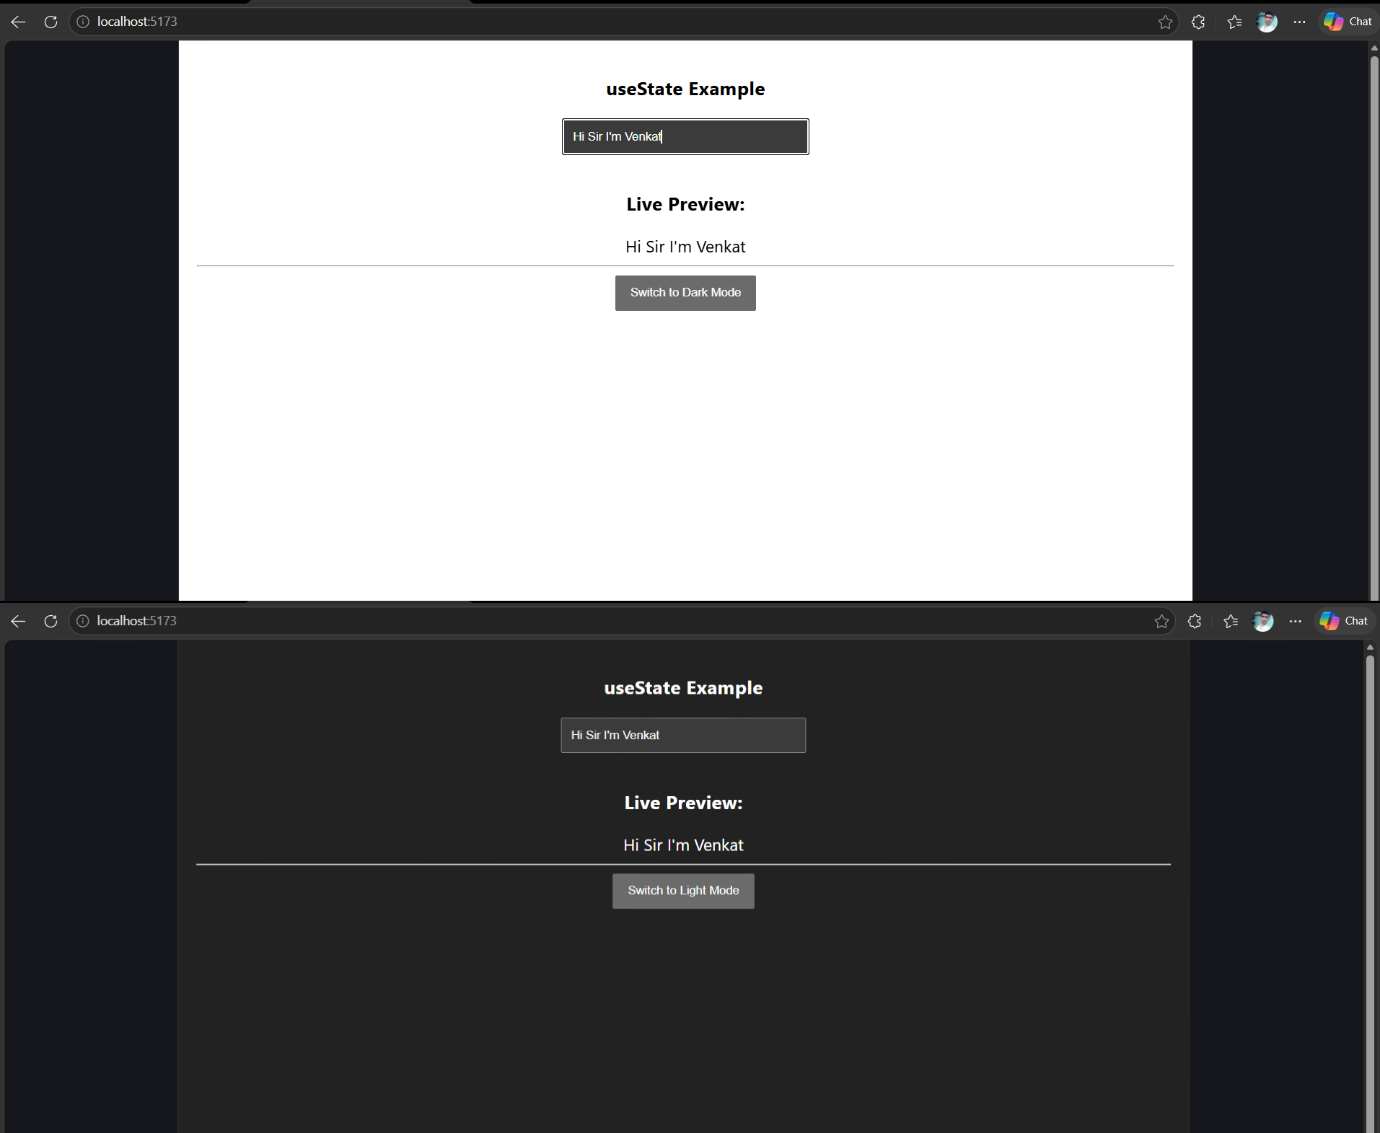 localhost:5173
Chat
useState Example
Hi Sir I'm Venkat
Live Preview:
Hi Sir I'm Venkat
Switch to Dark Mode
localhost:5173
Chat
useState Example
Hi Sir I'm Venkat
Live Preview:
Hi Sir I'm Venkat
Switch to Light Mode